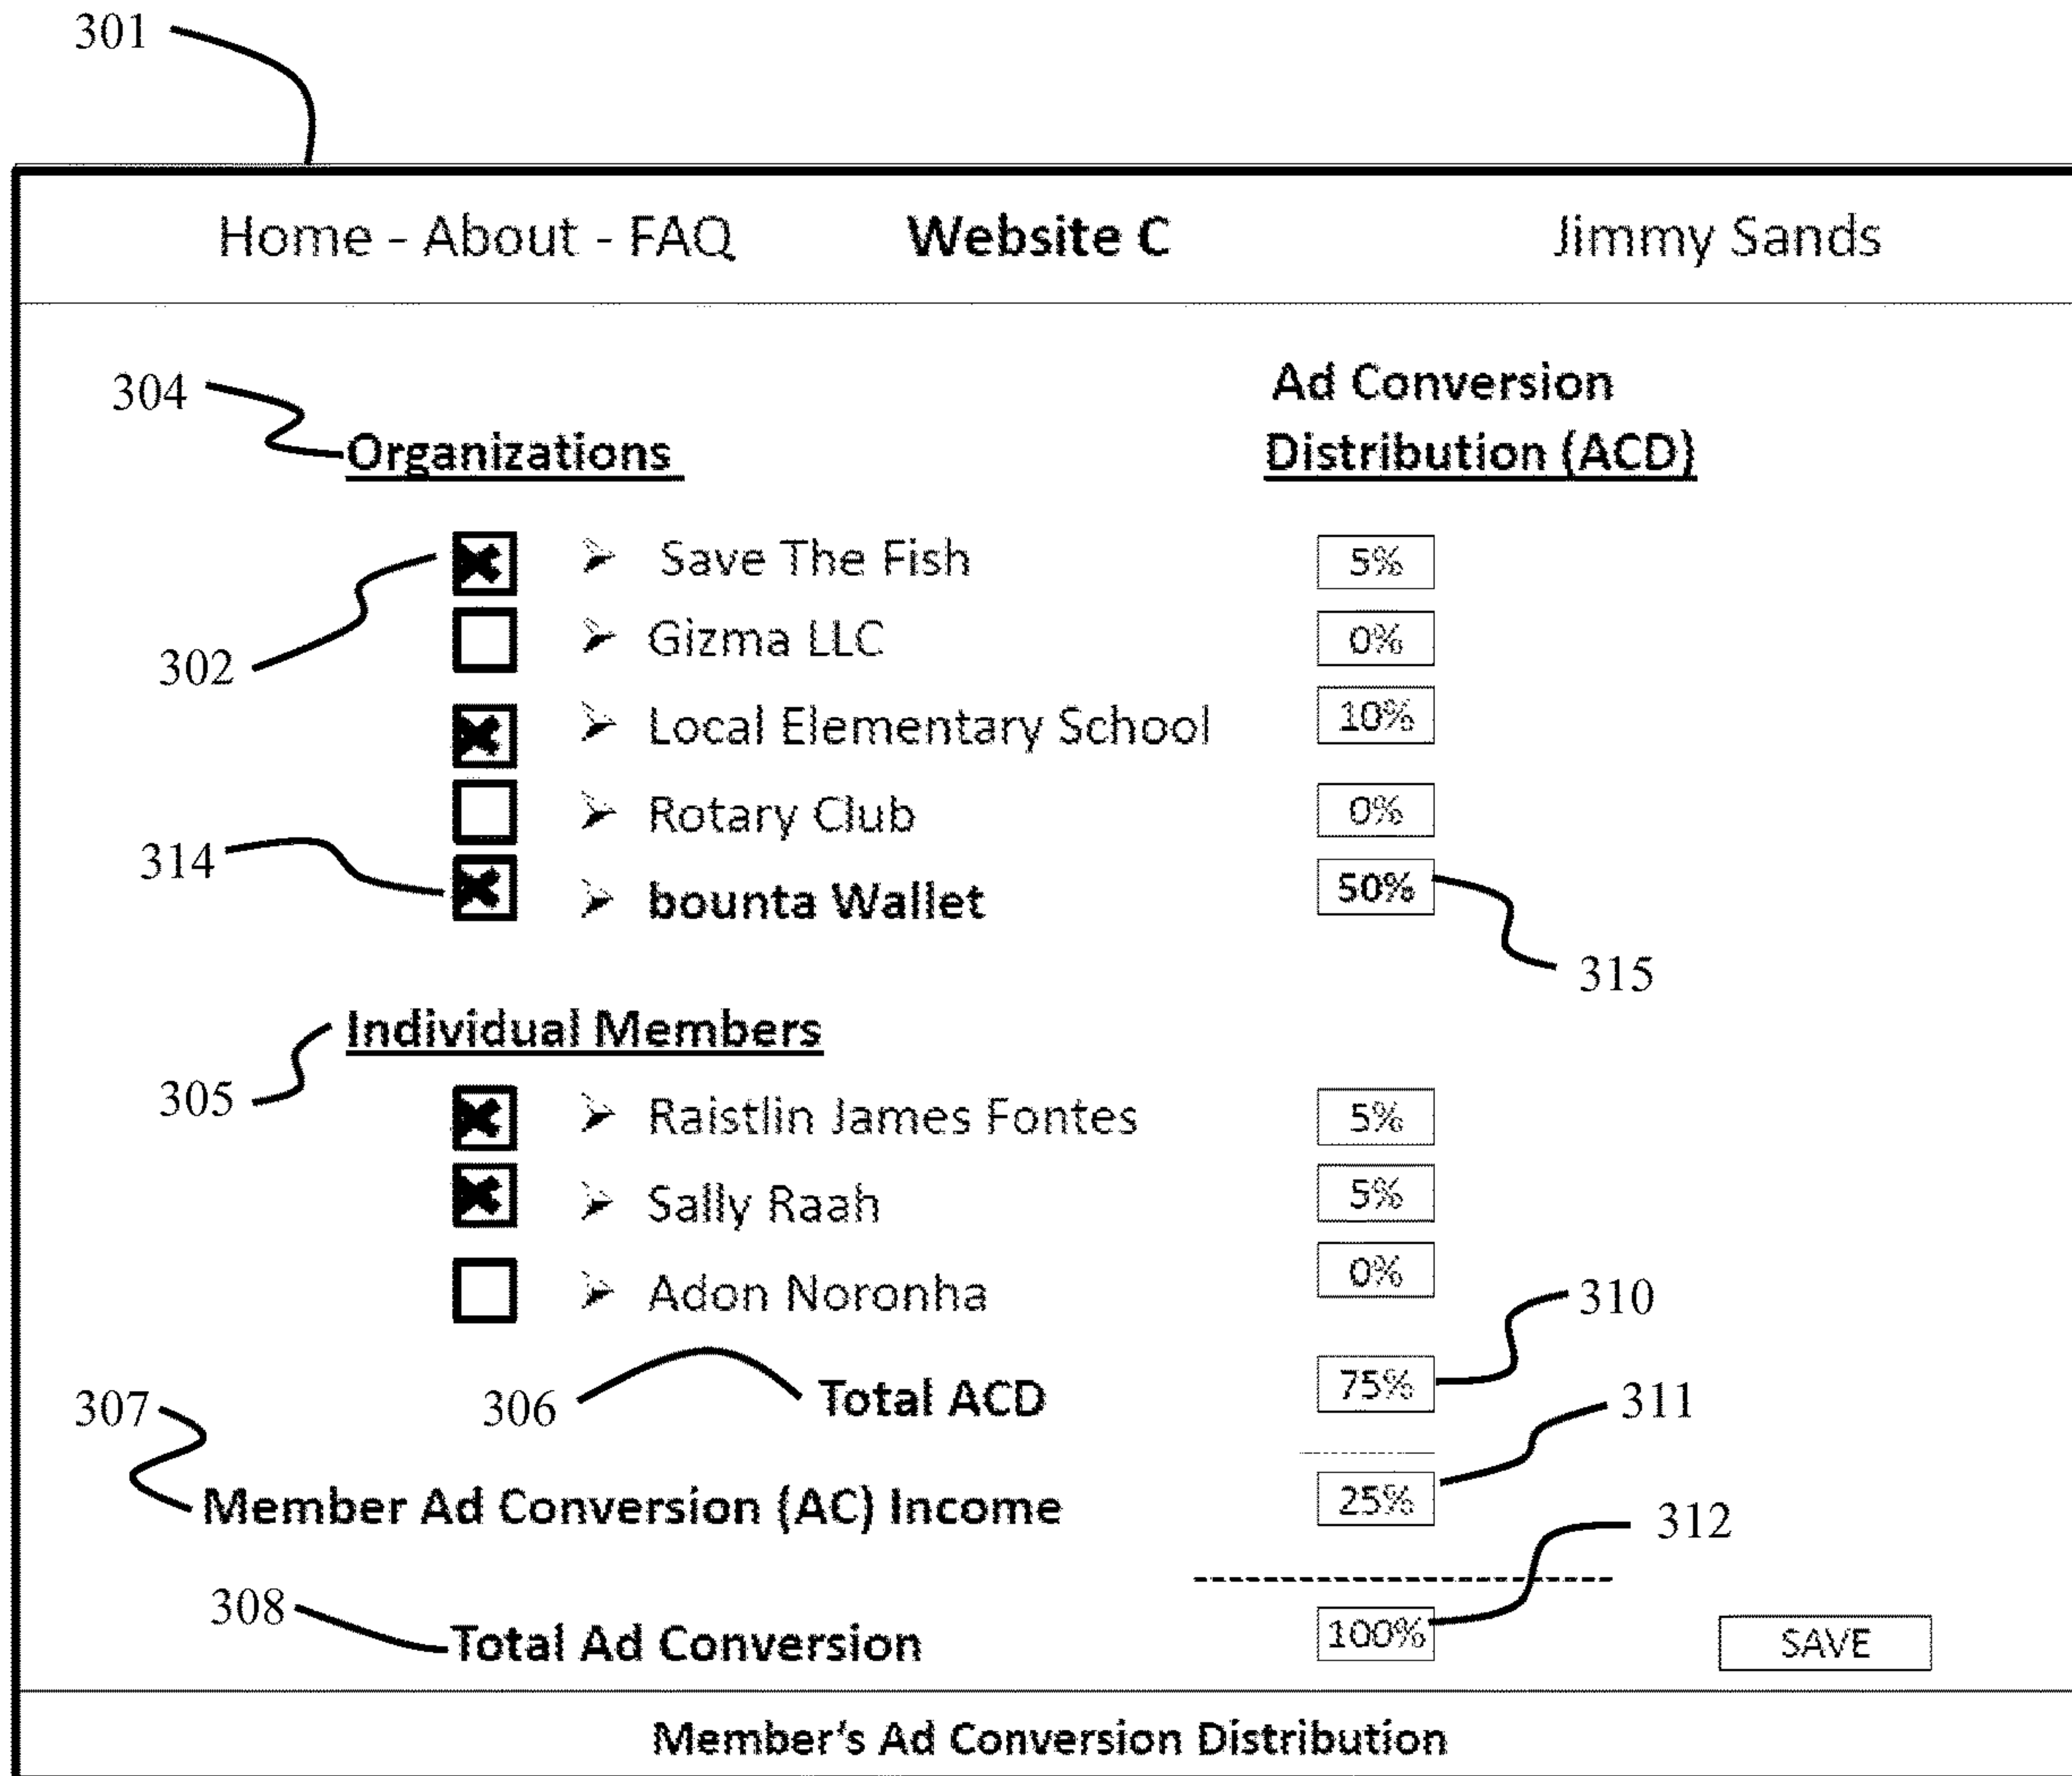 301
Home - About - FAQ Website C Jimmy Sands
304
Ad Conversion
Organizations Distribution (ACD)
Save The Fish 5%
302
Gizma LLC 0%
Local Elementary School 10%
Rotary Club 0%
314
bounta Wallet 50%
315
Individual Members
305
Raistlin James Fontes 5%
Sally Raah 5%
Adon Noronha 0%
310
307 306 Total ACD 75%
311
Member Ad Conversion (AC) Income 25%
312
308
Total Ad Conversion 100% SAVE
Member's Ad Conversion Distribution